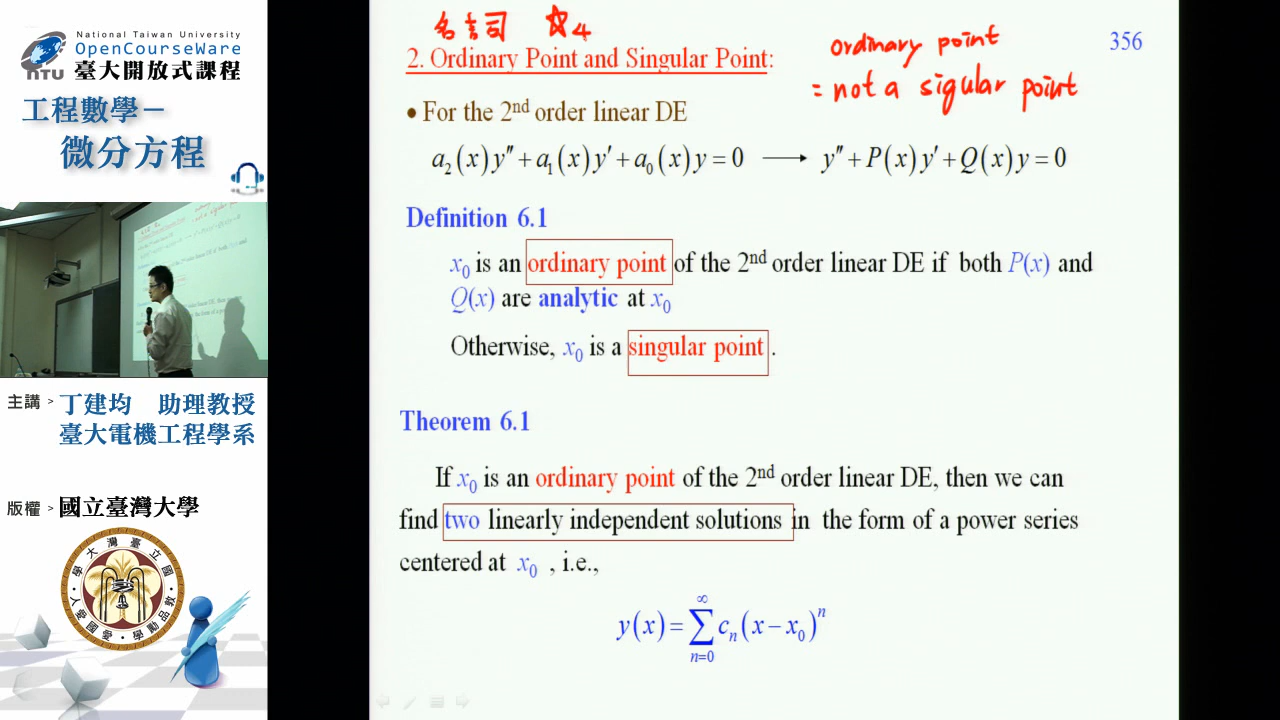 National Taiwan University
OpenCourseWare
NTU 臺大開放式課程
工程數學－
微分方程
主講 > 丁建均 助理教授
臺大電機工程學系
版權 > 國立臺灣大學
名詞 ☆4
2. Ordinary Point and Singular Point:
ordinary point
= not a sigular point
356
• For the 2nd order linear DE
a₂(x)y″ + a₁(x)y′ + a₀(x)y = 0 ⟶ y″ + P(x)y′ + Q(x)y = 0
Definition 6.1
x₀ is an ordinary point of the 2nd order linear DE if both P(x) and
Q(x) are analytic at x₀
Otherwise, x₀ is a singular point .
Theorem 6.1
If x₀ is an ordinary point of the 2nd order linear DE, then we can
find two linearly independent solutions in the form of a power series
centered at x₀ , i.e.,
y(x) = ∑_{n=0}^{∞} cₙ(x − x₀)ⁿ